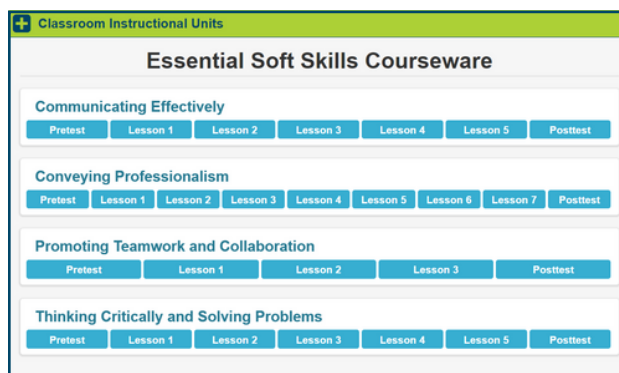 Classroom Instructional Units
Essential Soft Skills Courseware
Communicating Effectively
Pretest Lesson 1 Lesson 2 Lesson 3 Lesson 4 Lesson 5 Posttest
Conveying Professionalism
Pretest Lesson 1 Lesson 2 Lesson 3 Lesson 4 Lesson 5 Lesson 6 Lesson 7 Posttest
Promoting Teamwork and Collaboration
Pretest Lesson 1 Lesson 2 Lesson 3 Posttest
Thinking Critically and Solving Problems
Pretest Lesson 1 Lesson 2 Lesson 3 Lesson 4 Lesson 5 Posttest